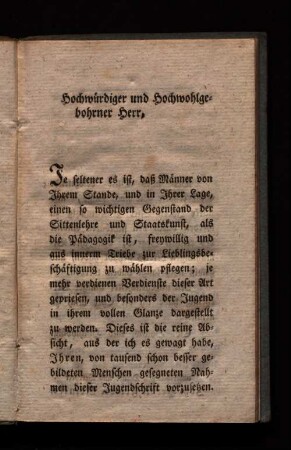 Hochwürdiger und Hochwohlge-
bohrner Herr,
Je seltener es ist, daß Männer von
Ihrem Stande, und in Ihrer Lage,
einen so wichtigen Gegenstand der
Sittenlehre und Staatskunst, als
die Pädagogik ist, freywillig und
aus innerm Triebe zur Lieblingsbe-
schäftigung zu wählen pflegen; je
mehr verdienen Verdienste dieser Art
gepriesen, und besonders der Jugend
in ihrem vollen Glanze dargestellt
zu werden. Dieses ist die reine Ab-
sicht, aus der ich es gewagt habe,
Ihren, von tausend schon besser ge-
bildeten Menschen gesegneten Nah-
men dieser Jugendschrift vorzusetzen.